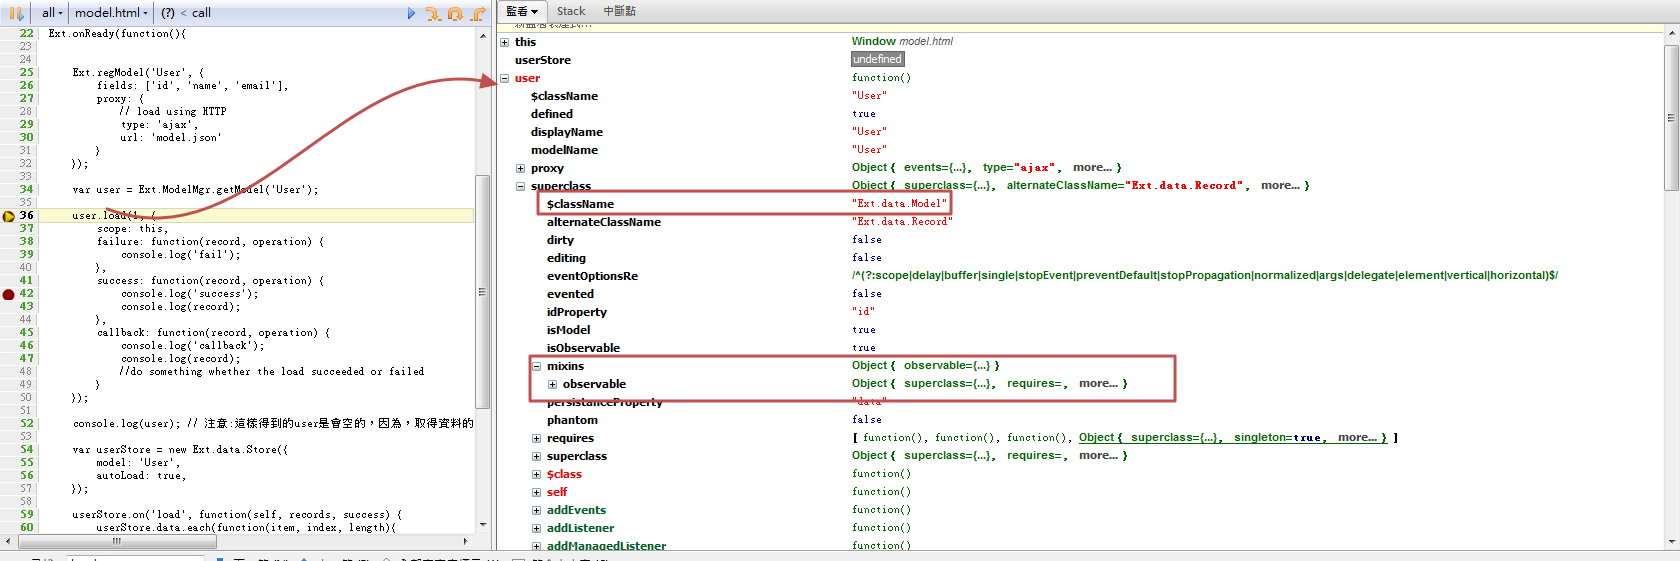 all model.html (?) < call
22 Ext.onReady(function(){
23
24
25 Ext.regModel('User', {
26 fields: ['id', 'name', 'email'],
27 proxy: {
28 // load using HTTP
29 type: 'ajax',
30 url: 'model.json'
31 }
32 });
33
34 var user = Ext.ModelMgr.getModel('User');
35
36 user.load(1, {
37 scope: this,
38 failure: function(record, operation) {
39 console.log('fail');
40 },
41 success: function(record, operation) {
42 console.log('success');
43 console.log(record);
44 },
45 callback: function(record, operation) {
46 console.log('callback');
47 console.log(record);
48 //do something whether the load succeeded or failed
49 }
50 });
51
52 console.log(user); // 注意:這樣得到的user是會空的，因為，取得資料的
53
54 var userStore = new Ext.data.Store({
55 model: 'User',
56 autoLoad: true,
57 });
58
59 userStore.on('load', function(self, records, success) {
60 userStore.data.each(function(item, index, length){
監看 Stack 中斷點
this Window model.html
userStore undefined
user function()
$className "User"
defined true
displayName "User"
modelName "User"
proxy Object { events={...}, type="ajax", more... }
superclass Object { superclass={...}, alternateClassName="Ext.data.Record", more... }
$className "Ext.data.Model"
alternateClassName "Ext.data.Record"
dirty false
editing false
eventOptionsRe /^(?:scope|delay|buffer|single|stopEvent|preventDefault|stopPropagation|normalized|args|delegate|element|vertical|horizontal)$/
evented false
idProperty "id"
isModel true
isObservable true
mixins Object { observable={...} }
observable Object { superclass={...}, requires=, more... }
persistanceProperty "data"
phantom false
requires [ function(), function(), function(), Object { superclass={...}, singleton=true, more... } ]
superclass Object { superclass={...}, requires=, more... }
$class function()
self function()
addEvents function()
addListener function()
addManagedListener function()